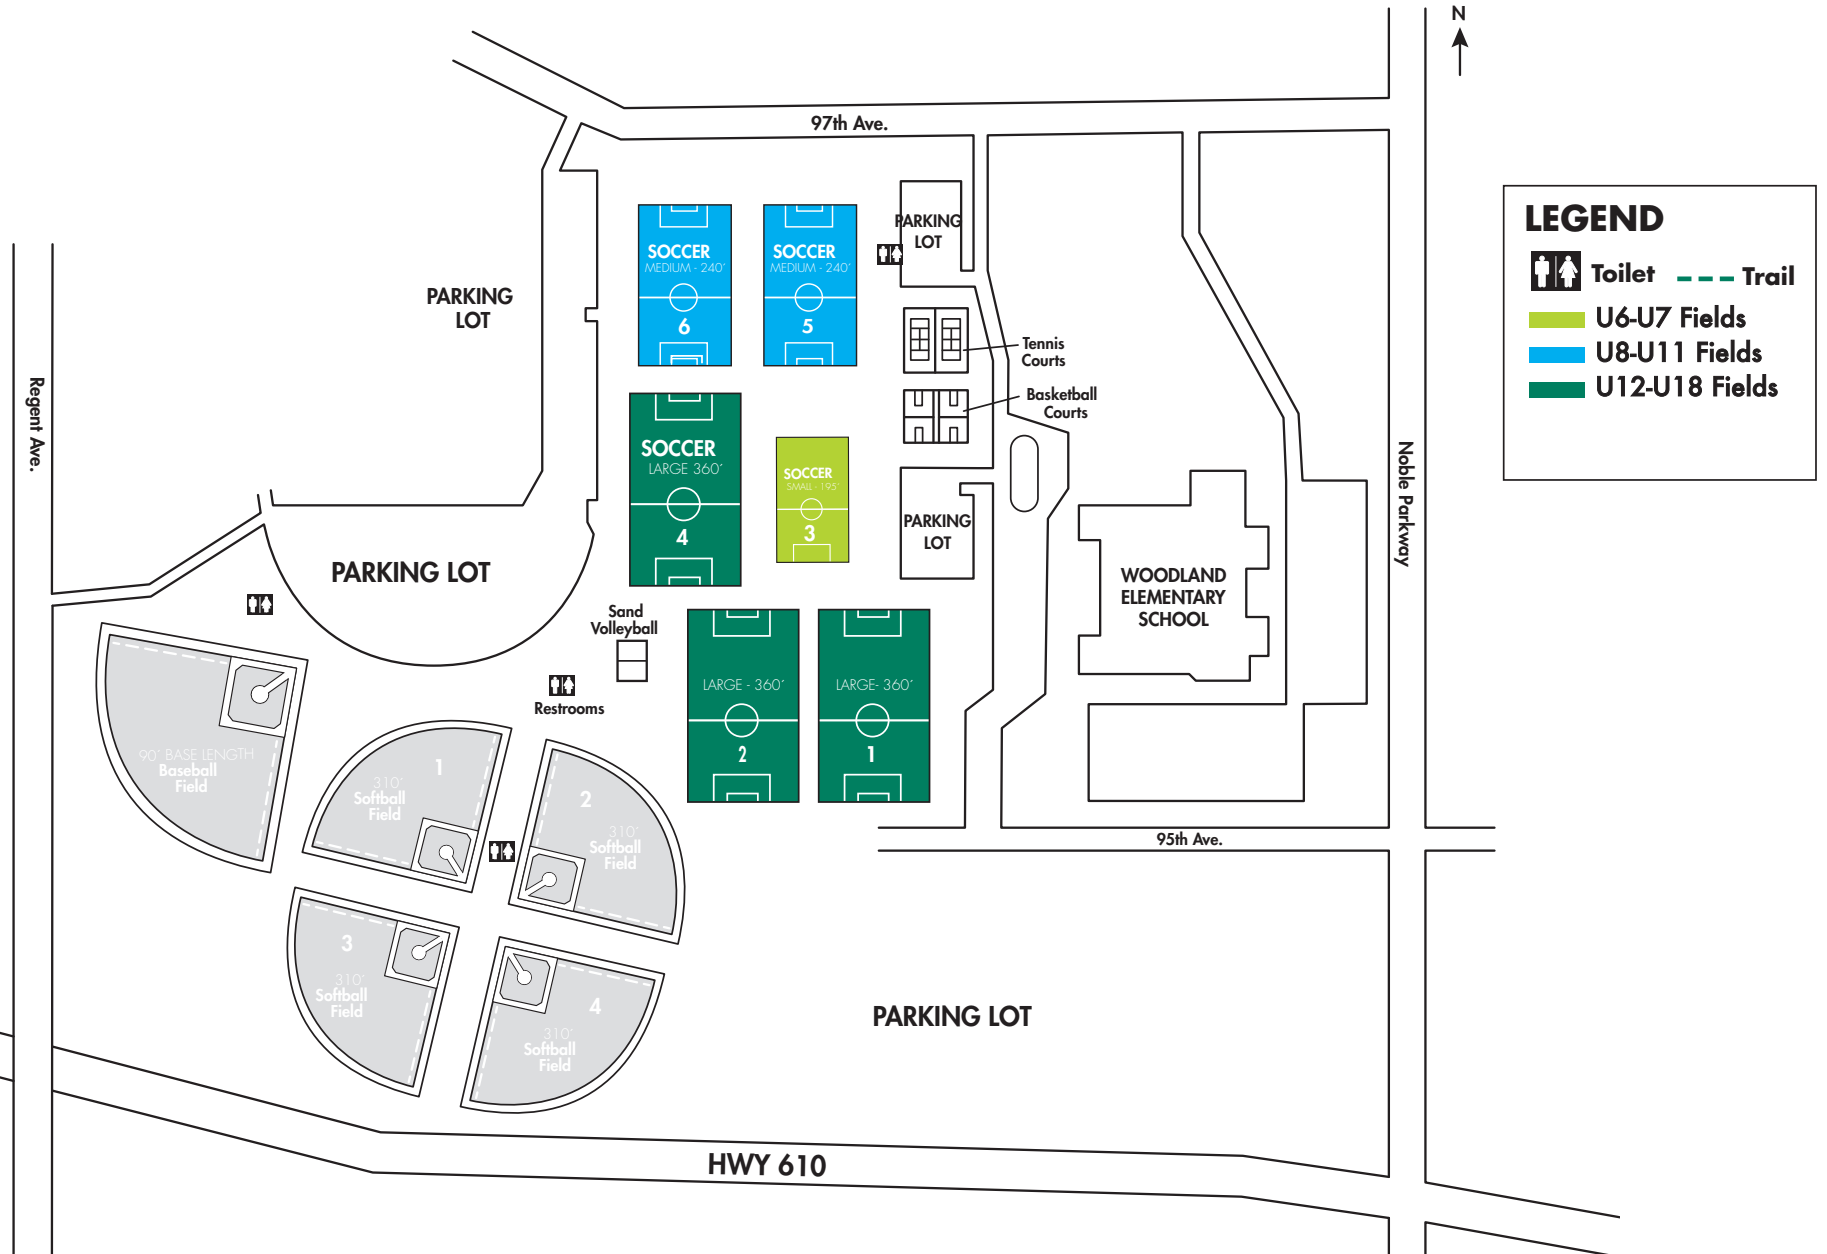 N
97th Ave.
PARKING
LOT
LEGEND
Toilet
Trail
U6-U7 Fields
U8-U11 Fields
U12-U18 Fields
SOCCER
MEDIUM - 240'
6
SOCCER
MEDIUM - 240'
5
PARKING
LOT
Tennis
Courts
Basketball
Courts
Regent Ave.
Noble Parkway
SOCCER
LARGE 360'
4
SOCCER
SMALL - 195'
3
PARKING
LOT
PARKING LOT
WOODLAND
ELEMENTARY
SCHOOL
Sand
Volleyball
Restrooms
LARGE - 360'
2
LARGE- 360'
1
90' BASE LENGTH
Baseball
Field
1
310'
Softball
Field
2
310'
Softball
Field
95th Ave.
3
310'
Softball
Field
4
310'
Softball
Field
PARKING LOT
HWY 610